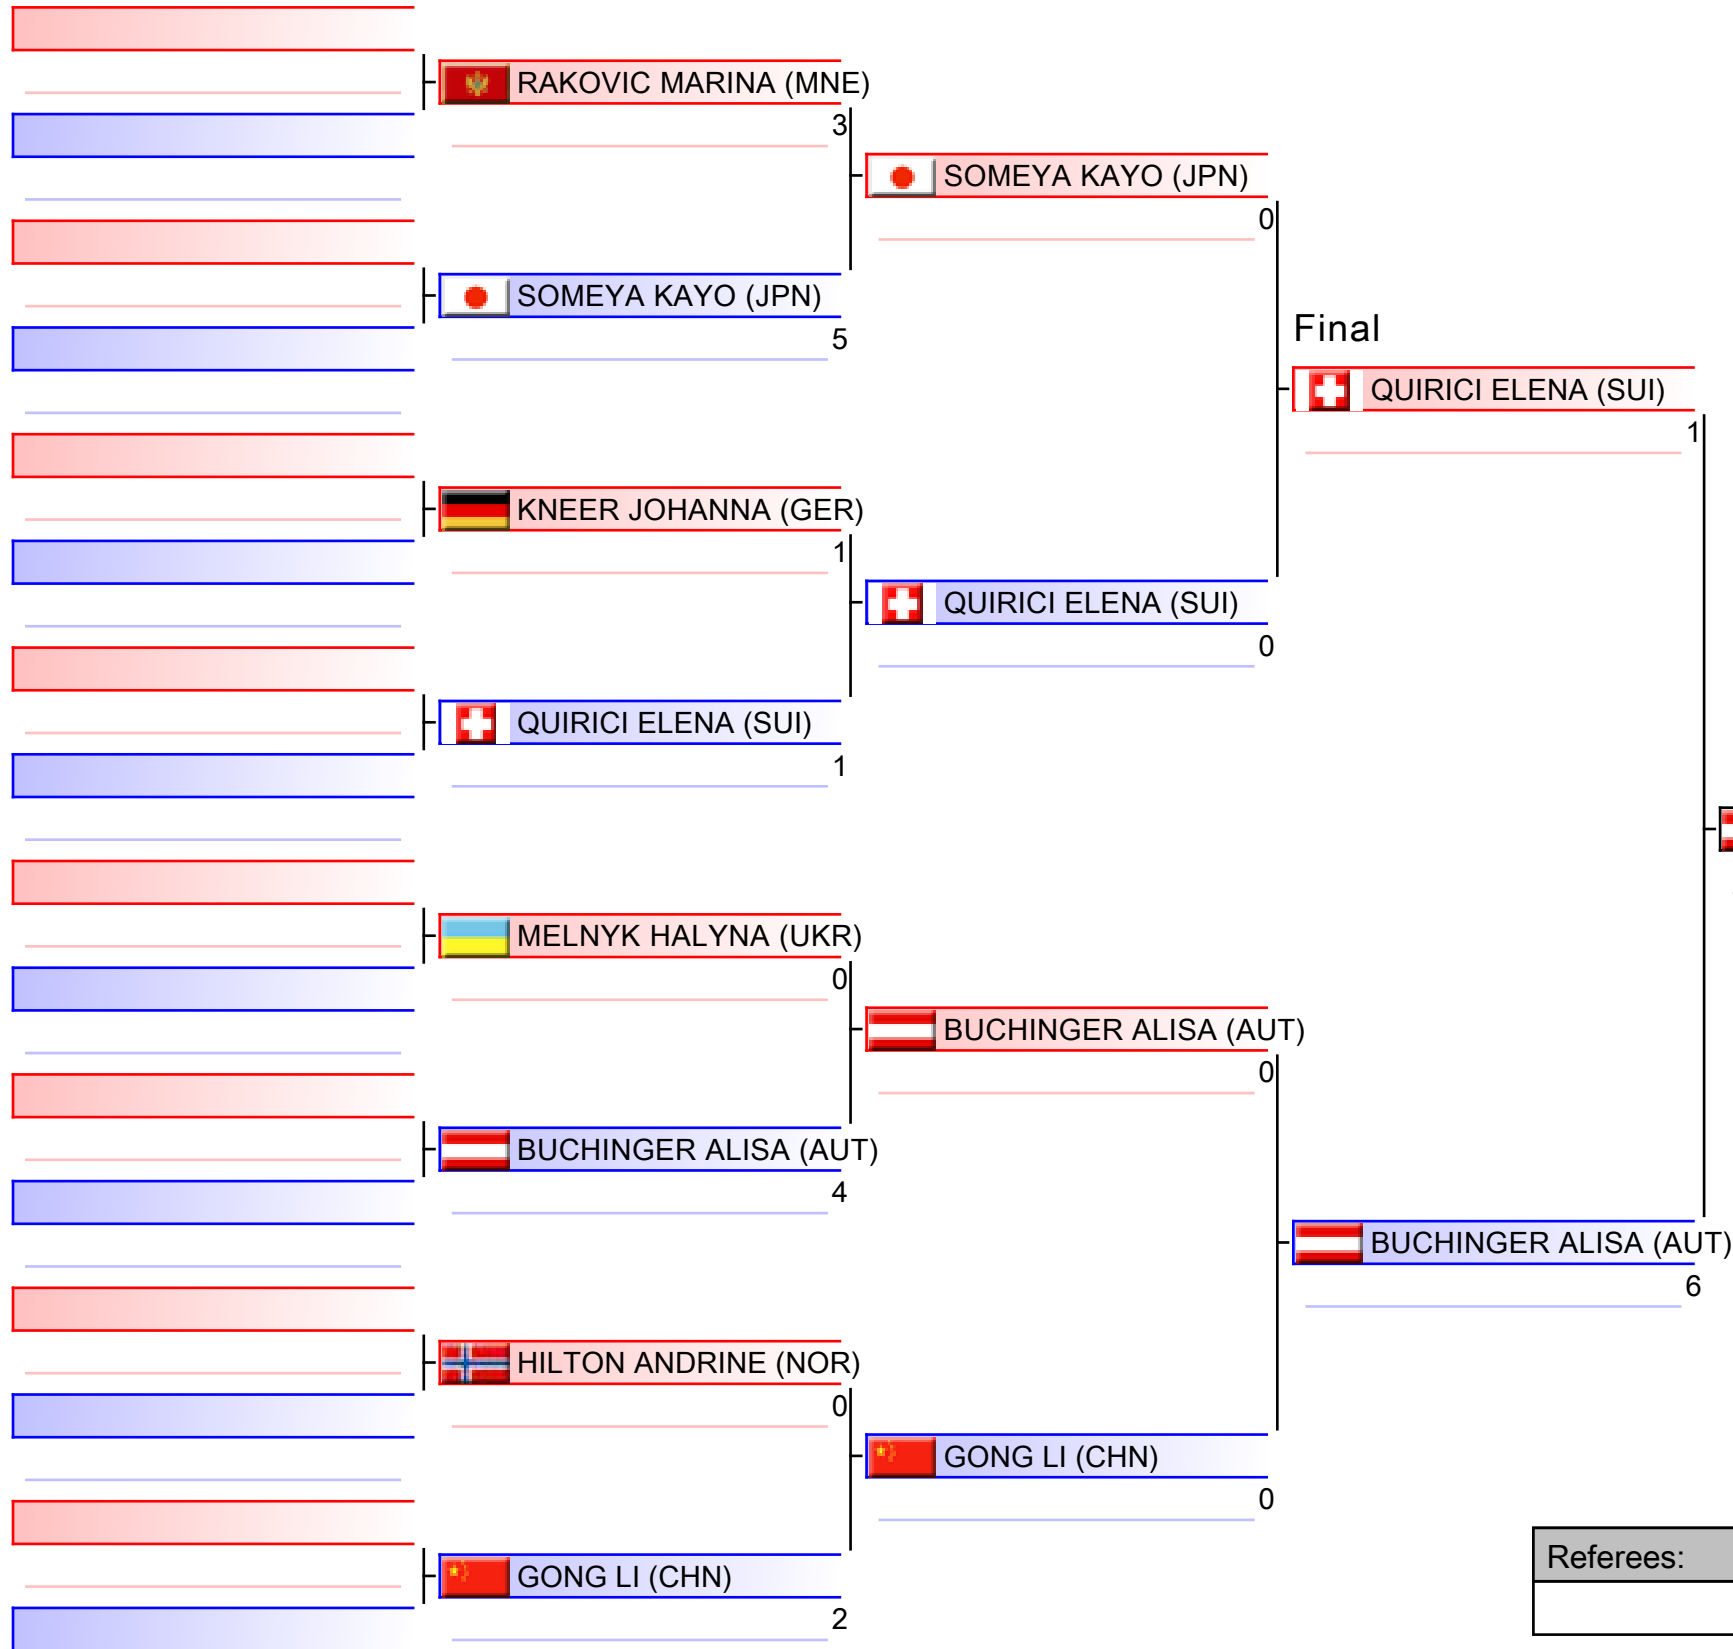 RAKOVIC MARINA (MNE)
3
SOMEYA KAYO (JPN)
5
KNEER JOHANNA (GER)
1
QUIRICI ELENA (SUI)
1
MELNYK HALYNA (UKR)
0
BUCHINGER ALISA (AUT)
4
HILTON ANDRINE (NOR)
0
GONG LI (CHN)
2
SOMEYA KAYO (JPN)
0
QUIRICI ELENA (SUI)
0
BUCHINGER ALISA (AUT)
0
GONG LI (CHN)
0
Final
QUIRICI ELENA (SUI)
1
BUCHINGER ALISA (AUT)
6
Referees: